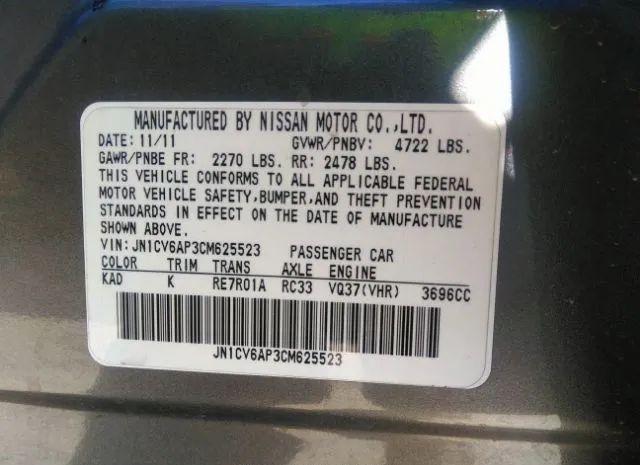 MANUFACTURED BY NISSAN MOTOR CO.,LTD.
DATE: 11/11 GVWR/PNBV: 4722 LBS.
GAWR/PNBE FR: 2270 LBS. RR: 2478 LBS.
THIS VEHICLE CONFORMS TO ALL APPLICABLE FEDERAL
MOTOR VEHICLE SAFETY,BUMPER,AND THEFT PREVENTION
STANDARDS IN EFFECT ON THE DATE OF MANUFACTURE
SHOWN ABOVE.
VIN: JN1CV6AP3CM625523 PASSENGER CAR
COLOR TRIM TRANS AXLE ENGINE
KAD K RE7R01A RC33 VQ37(VHR) 3696CC
JN1CV6AP3CM625523